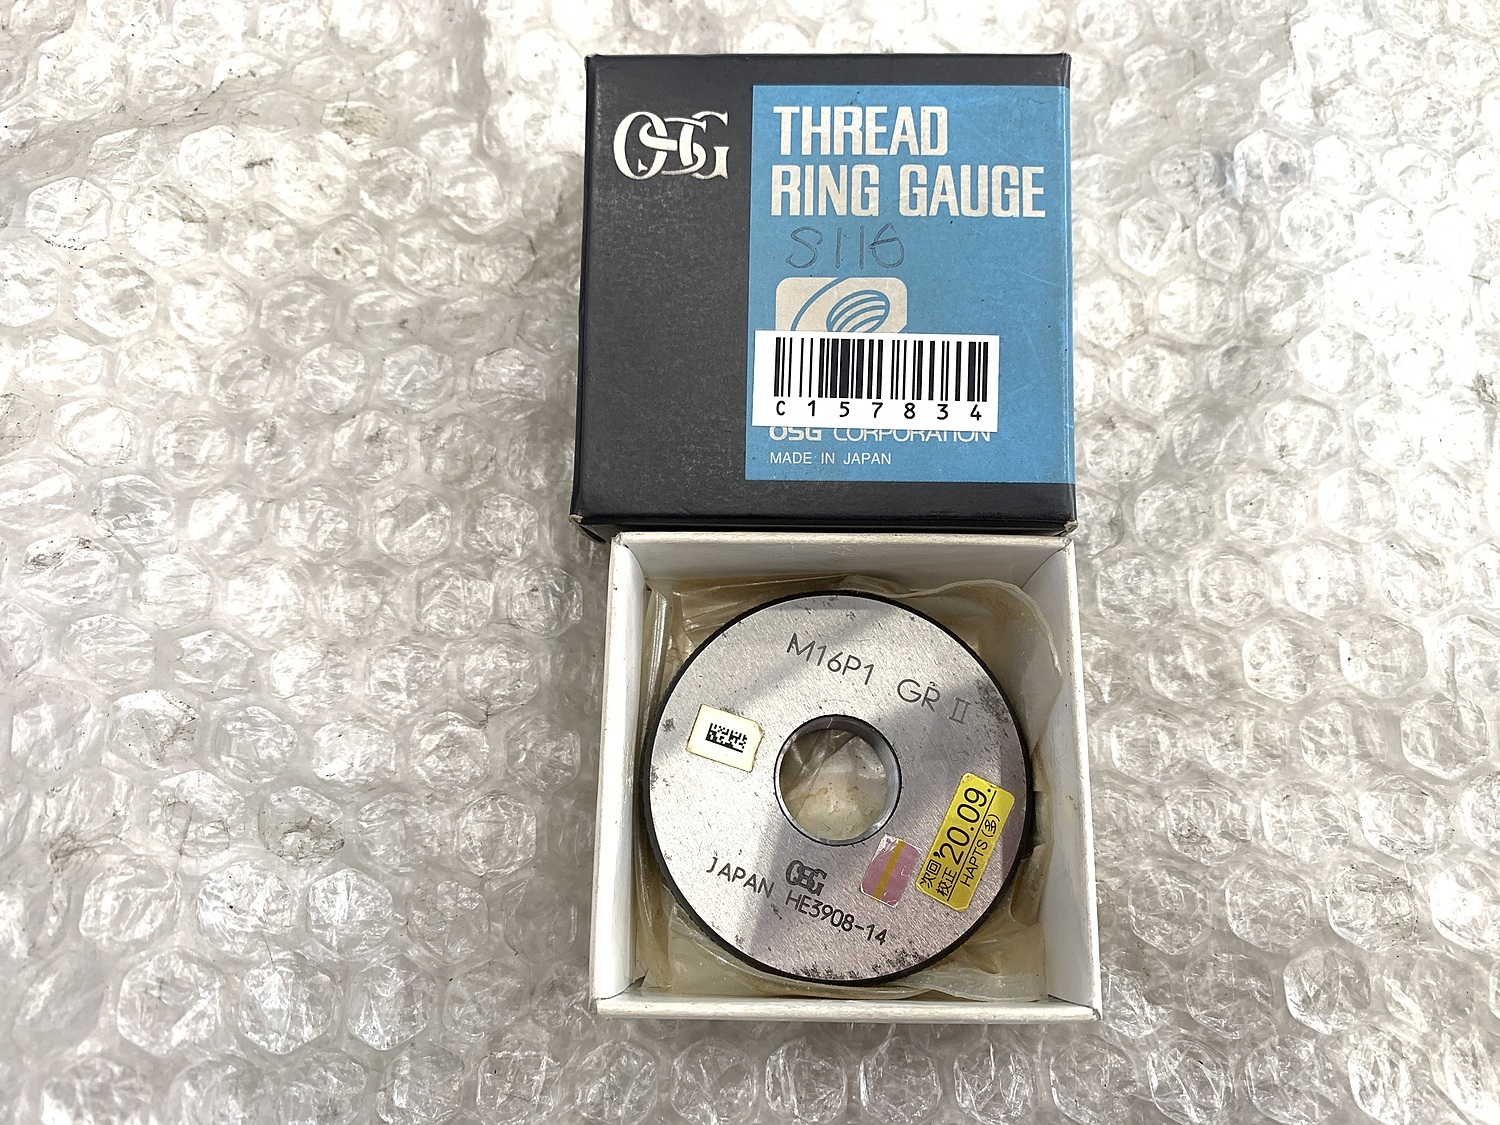 OSG
THREAD
RING GAUGE
S116
C157834
OSG CORPORATION
MADE IN JAPAN
M16P1 GR II
次回 '20.09.
校正 HAPTS(多)
OSG
JAPAN HE3908-14